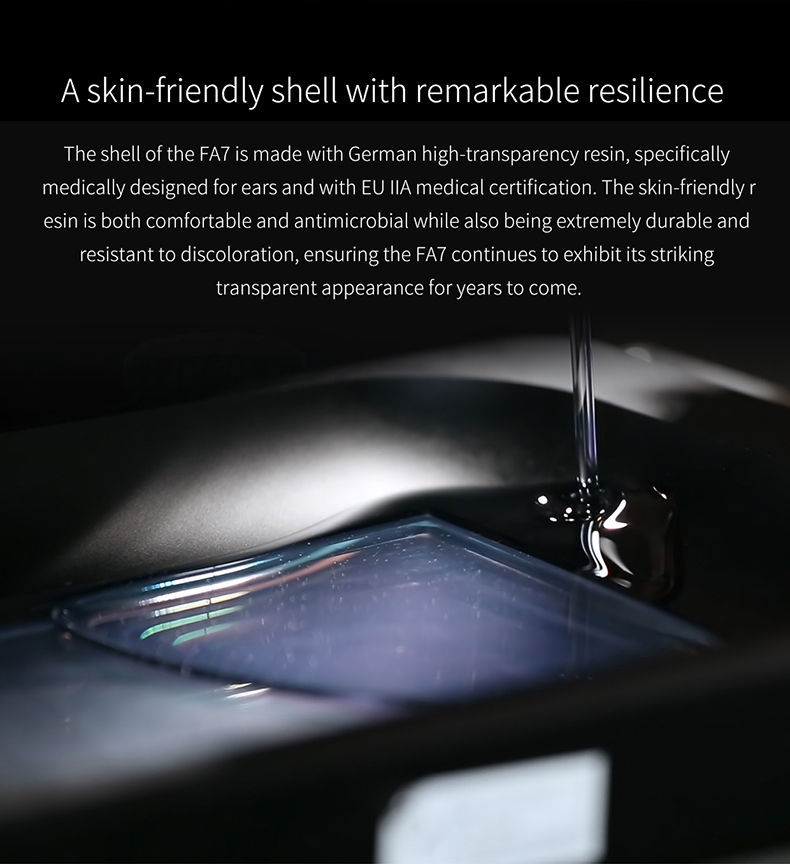 A skin-friendly shell with remarkable resilience
The shell of the FA7 is made with German high-transparency resin, specifically
medically designed for ears and with EU IIA medical certification. The skin-friendly r
esin is both comfortable and antimicrobial while also being extremely durable and
resistant to discoloration, ensuring the FA7 continues to exhibit its striking
transparent appearance for years to come.